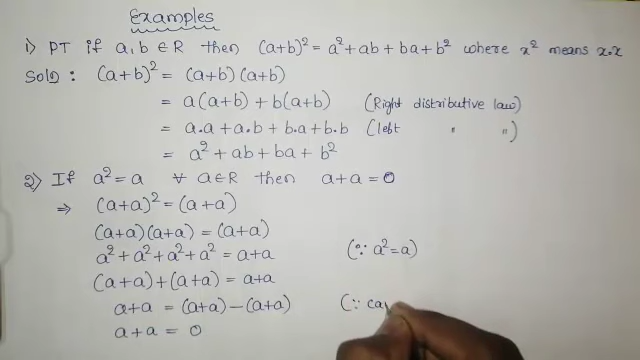 Examples
1) PT if a, b ∈ R then (a+b)² = a² + ab + ba + b² where x² means x.x
Soln : (a+b)² = (a+b) (a+b)
= a(a+b) + b(a+b) (Right distributive law)
= a.a + a.b + b.a + b.b (left " ")
= a² + ab + ba + b²
2) If a² = a ∀ a∈R then a+a = 0
⇒ (a+a)² = (a+a)
(a+a) (a+a) = (a+a)
a² + a² + a² + a² = a+a (∵ a² = a)
(a+a) + (a+a) = a+a
a+a = (a+a) − (a+a) (∵ ca
a+a = 0